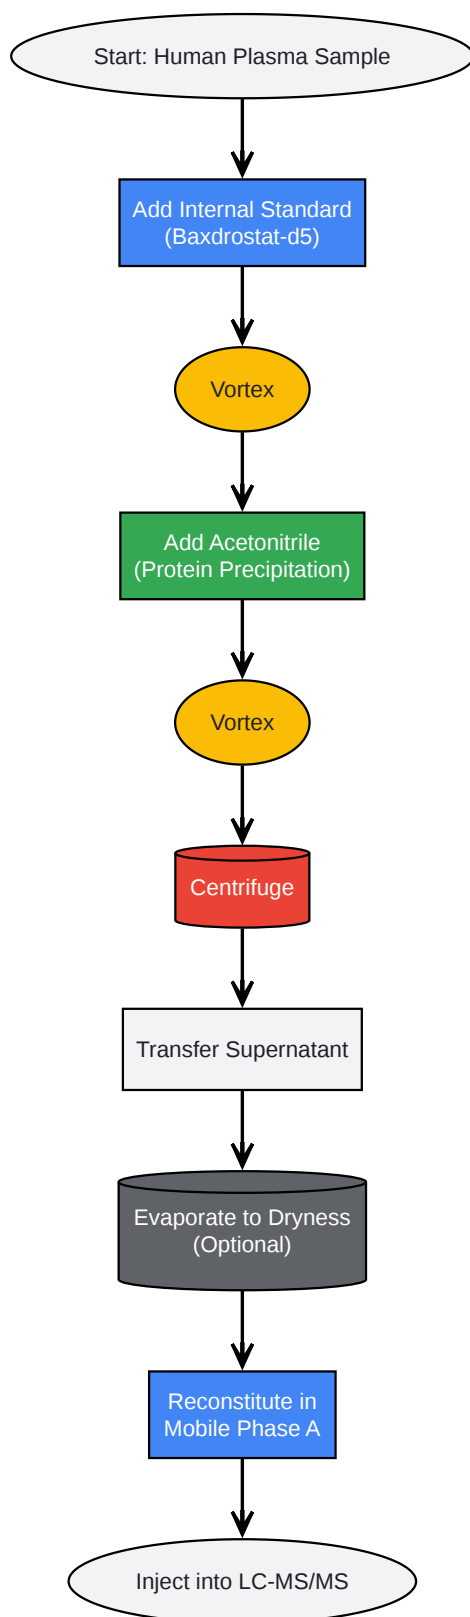 Start: Human Plasma Sample
Add Internal Standard
(Baxdrostat-d5)
Vortex
Add Acetonitrile
(Protein Precipitation)
Vortex
Centrifuge
Transfer Supernatant
Evaporate to Dryness
(Optional)
Reconstitute in
Mobile Phase A
Inject into LC-MS/MS